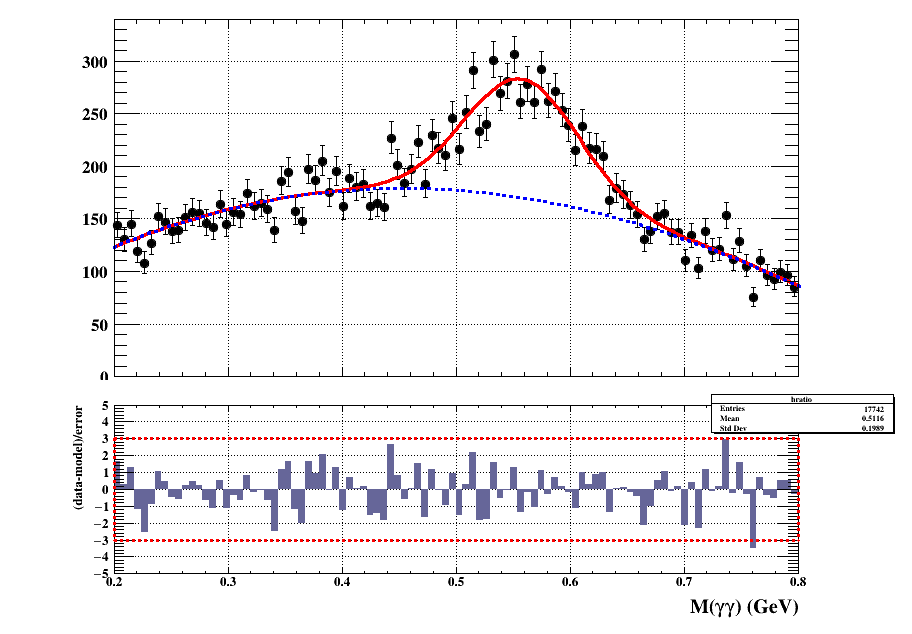 300
250
200
150
100
50
0
(data-model)/error
5
4
3
2
1
0
−1
−2
−3
−4
−5
hratio
Entries 17742
Mean 0.5116
Std Dev 0.1989
0.2 0.3 0.4 0.5 0.6 0.7 0.8
M(γγ) (GeV)